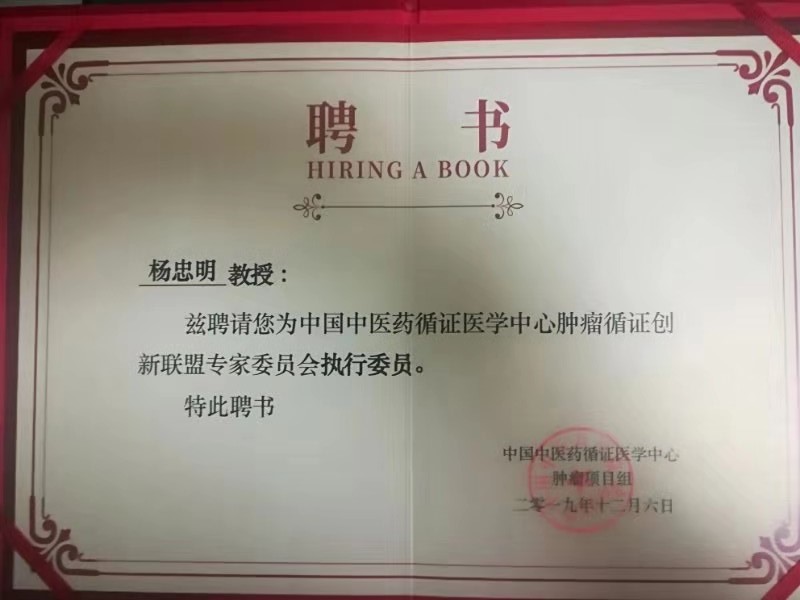 聘 书
HIRING A BOOK
杨忠明 教授：
兹聘请您为中国中医药循证医学中心肿瘤循证创
新联盟专家委员会执行委员。
特此聘书
中国中医药循证医学中心
肿瘤项目组
二零一九年十二月六日